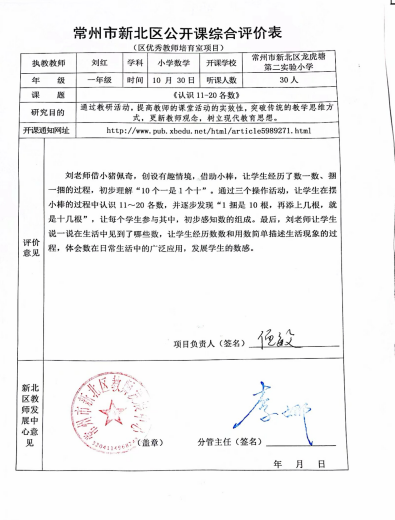 常州市新北区公开课综合评价表
（区优秀教师培育室项目）
执教教师 刘红 学科 小学数学 开课学校 常州市新北区龙虎塘第二实验小学
年 级 一年级 时间 10 月 30 日 听课人数 30 人
课 题 《认识 11-20 各数》
研究目的 通过教研活动，提高教师的课堂活动的实效性，突破传统的教学思维方
式，更新教师观念，树立现代教育思想。
开课通知网址 http://www.pub.xbedu.net/html/article5989271.html
评价意见
刘老师借小猪佩奇，创设有趣情境，借助小棒，让学生经历了数一数、捆
一捆的过程，初步理解“10 个一是 1 个十”。通过三个操作活动，让学生在摆
小棒的过程中认识 11～20 各数，并逐步发现“1 捆是 10 根，再添上几根，就
是十几根”，让每个学生参与其中，初步感知数的组成。最后，刘老师让学生
说一说在生活中见到了哪些数，让学生经历数数和用数简单描述生活现象的过
程，体会数在日常生活中的广泛应用，发展学生的数感。
项目负责人（签名）
新北区教师发展中心意见
常州市新北区教师发展中心
（盖章） 分管主任（签名） 李娜
年 月 日